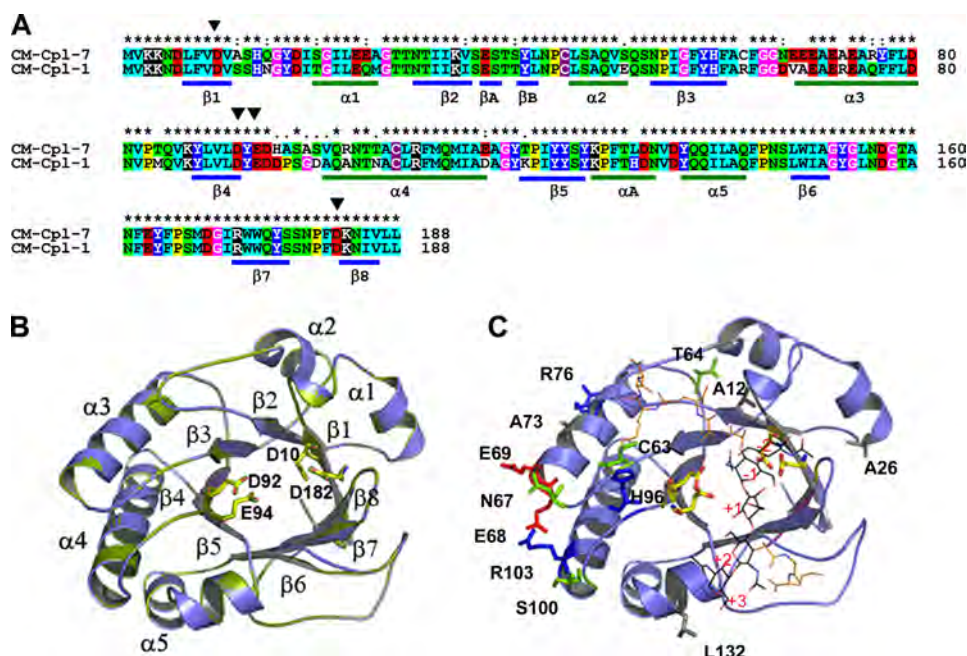 A
CM-Cpl-7 MVKKNDLFVDVASHQGYDISGILEEAGTTNTIIKVSESTSYLNPCLSAQVSQSNPIGFYHFACFGGNEEEAEAEARYFLD 80
CM-Cpl-1 MVKKNDLFVDVSSHNGYDITGILEQMGTTNTIIKISESTTYLNPCLSAQVEQSNPIGFYHFARFGGDVAEAEREAQFFLD 80
β1 α1 β2 βA βB α2 β3 α3
CM-Cpl-7 NVPTQVKYLVLDYEDHASASVQRNTTACLRFMQMIAEAGYTPIYYSYKPFTLDNVDYQQILAQFPNSLWIAGYGLNDGTA 160
CM-Cpl-1 NVPMQVKYLVLDYEDDPSGDAQANTNACLRFMQMIADAGYKPIYYSYKPFTHDNVDYQQILAQFPNSLWIAGYGLNDGTA 160
β4 α4 β5 αA α5 β6
CM-Cpl-7 NFEYFPSMDGIRWWQYSSNPFDKNIVLL 188
CM-Cpl-1 NFEYFPSMDGIRWWQYSSNPFDKNIVLL 188
β7 β8
B
α2
α1
α3
β2
β1
β3
D10
D92
D182
β8
β4
E94
α4
β7
β5
β6
α5
C
T64
R76
A12
A73
C63
E69
A26
-2
-1
N67
H96
+1
E68
R103
+2
S100
+3
L132